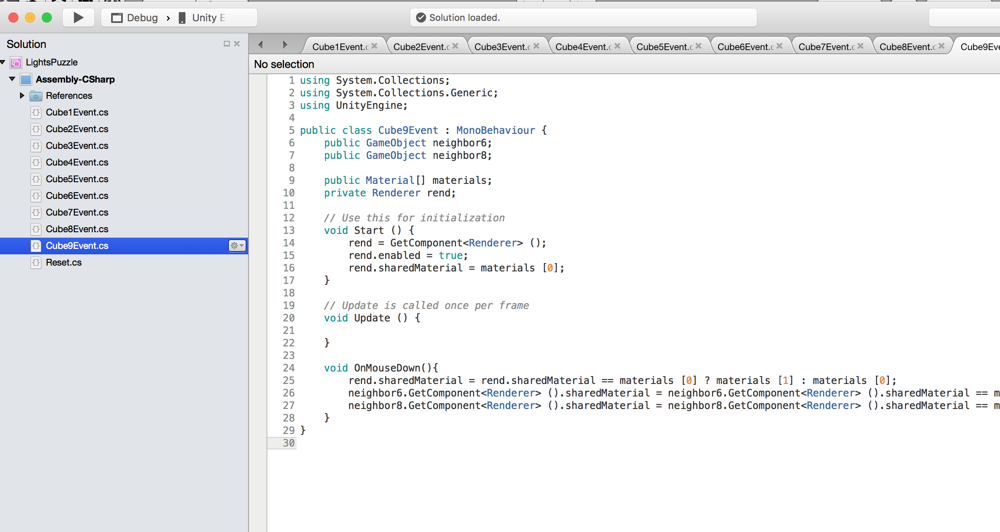 Debug › Unity E
Solution loaded.
Solution
LightsPuzzle
Assembly-CSharp
References
Cube1Event.cs
Cube2Event.cs
Cube3Event.cs
Cube4Event.cs
Cube5Event.cs
Cube6Event.cs
Cube7Event.cs
Cube8Event.cs
Cube9Event.cs
Reset.cs
Cube1Event.c Cube2Event.c Cube3Event.c Cube4Event.c Cube5Event.c Cube6Event.c Cube7Event.c Cube8Event.c Cube9Eve
No selection
1 using System.Collections;
2 using System.Collections.Generic;
3 using UnityEngine;
4
5 public class Cube9Event : MonoBehaviour {
6 public GameObject neighbor6;
7 public GameObject neighbor8;
8
9 public Material[] materials;
10 private Renderer rend;
11
12 // Use this for initialization
13 void Start () {
14 rend = GetComponent<Renderer> ();
15 rend.enabled = true;
16 rend.sharedMaterial = materials [0];
17 }
18
19 // Update is called once per frame
20 void Update () {
21
22 }
23
24 void OnMouseDown(){
25 rend.sharedMaterial = rend.sharedMaterial == materials [0] ? materials [1] : materials [0];
26 neighbor6.GetComponent<Renderer> ().sharedMaterial = neighbor6.GetComponent<Renderer> ().sharedMaterial == m
27 neighbor8.GetComponent<Renderer> ().sharedMaterial = neighbor8.GetComponent<Renderer> ().sharedMaterial == m
28 }
29 }
30